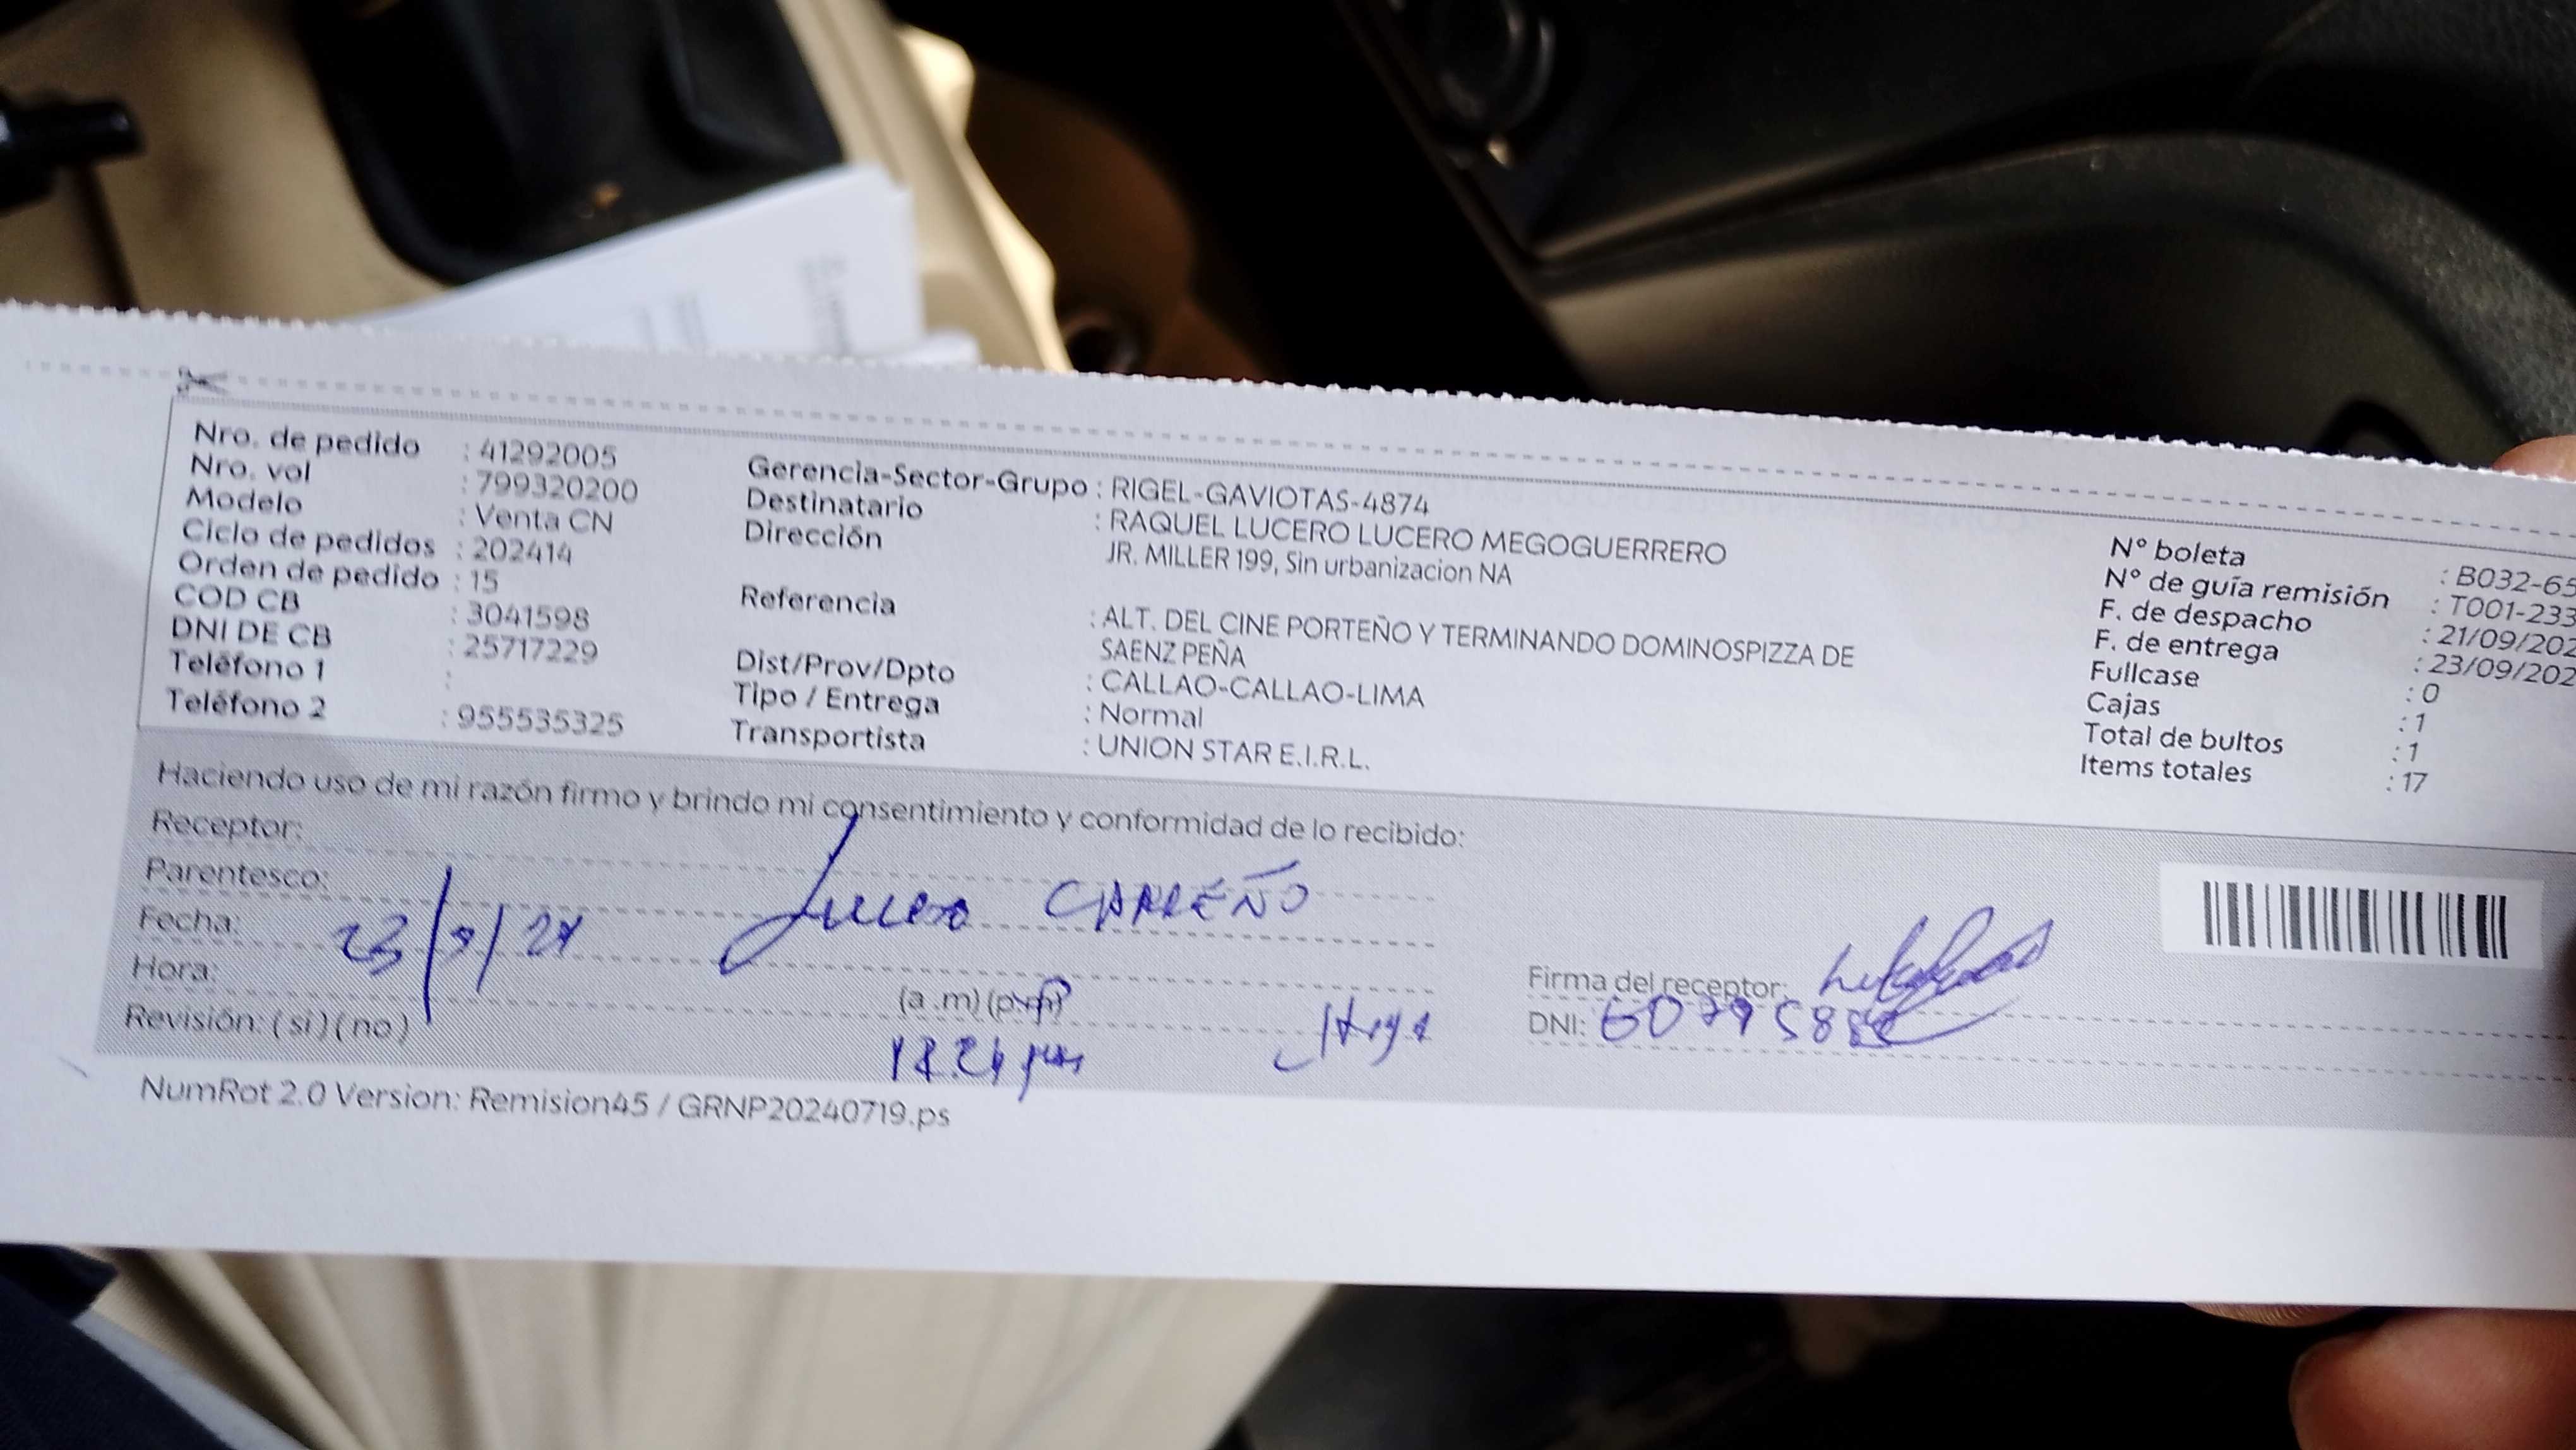 Nro. de pedido : 41292005
Nro. vol : 799320200
Modelo : Venta CN
Ciclo de pedidos : 202414
Orden de pedido : 15
COD CB : 3041598
DNI DE CB : 25717229
Teléfono 1 :
Teléfono 2 : 955535325
Gerencia-Sector-Grupo : RIGEL-GAVIOTAS-4874
Destinatario : RAQUEL LUCERO LUCERO MEGOGUERRERO
Dirección JR. MILLER 199, Sin urbanizacion NA
Referencia : ALT. DEL CINE PORTEÑO Y TERMINANDO DOMINOSPIZZA DE
SAENZ PEÑA
Dist/Prov/Dpto : CALLAO-CALLAO-LIMA
Tipo / Entrega : Normal
Transportista : UNION STAR E.I.R.L.
N° boleta : B032-65
N° de guía remisión : T001-233
F. de despacho : 21/09/202
F. de entrega : 23/09/202
Fullcase : 0
Cajas : 1
Total de bultos : 1
Items totales : 17
Haciendo uso de mi razón firmo y brindo mi consentimiento y conformidad de lo recibido:
Receptor:
Parentesco: Lucero CARREÑO
Fecha: 23/9/24
Hora: (a.m) (p.m)
Revisión: (si) (no)
Firma del receptor:
DNI:
NumRot 2.0 Version: Remision45 / GRNP20240719.ps